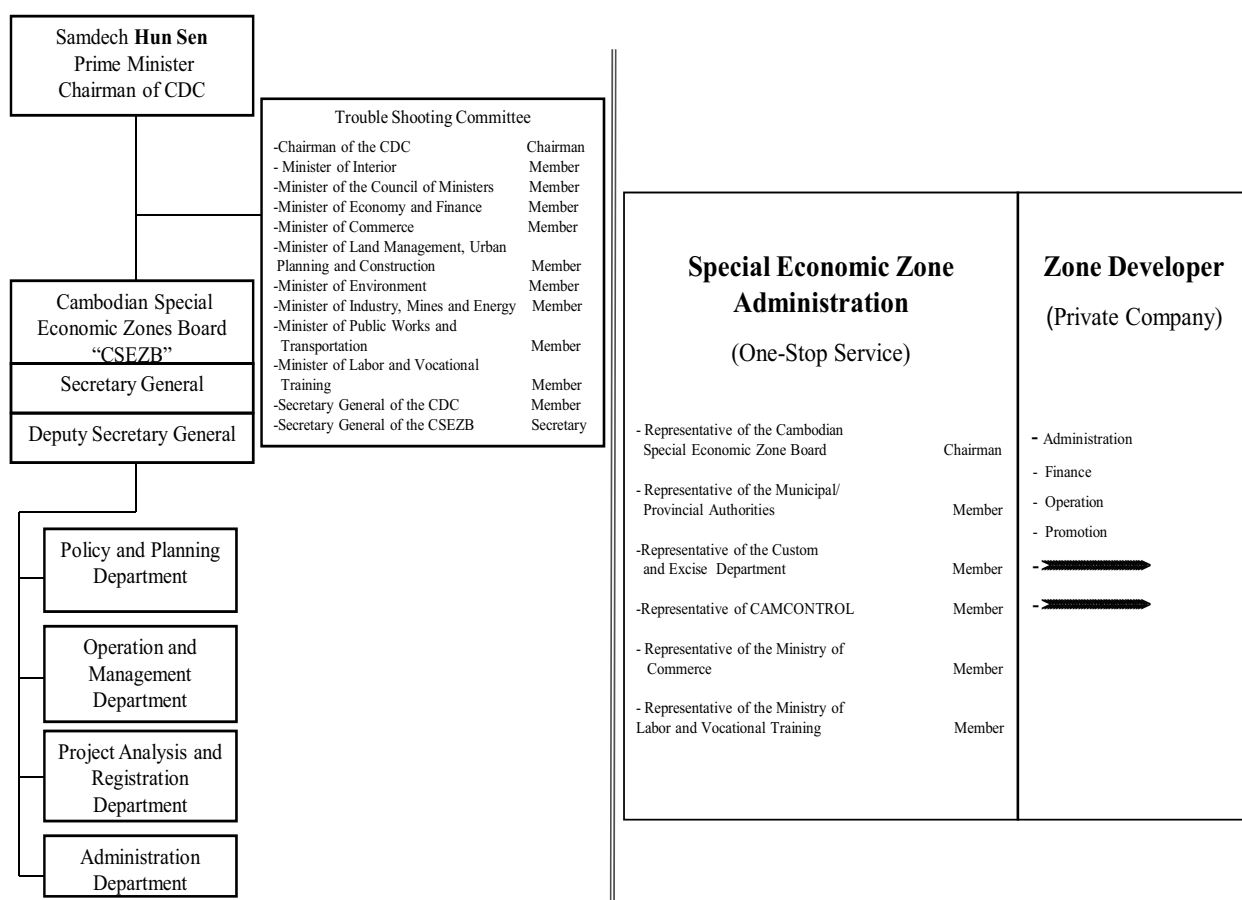 Samdech Hun Sen
Prime Minister
Chairman of CDC
Trouble Shooting Committee
-Chairman of the CDC Chairman
- Minister of Interior Member
-Minister of the Council of Ministers Member
-Minister of Economy and Finance Member
-Minister of Commerce Member
-Minister of Land Management, Urban
Planning and Construction Member
-Minister of Environment Member
-Minister of Industry, Mines and Energy Member
-Minister of Public Works and
Transportation Member
-Minister of Labor and Vocational
Training Member
-Secretary General of the CDC Member
-Secretary General of the CSEZB Secretary
Cambodian Special
Economic Zones Board
“CSEZB”
Secretary General
Deputy Secretary General
Policy and Planning
Department
Operation and
Management
Department
Project Analysis and
Registration
Department
Administration
Department
Special Economic Zone
Administration
(One-Stop Service)
- Representative of the Cambodian
Special Economic Zone Board Chairman
- Representative of the Municipal/
Provincial Authorities Member
-Representative of the Custom
and Excise Department Member
-Representative of CAMCONTROL Member
- Representative of the Ministry of
Commerce Member
- Representative of the Ministry of
Labor and Vocational Training Member
Zone Developer
(Private Company)
- Administration
- Finance
- Operation
- Promotion
-
-